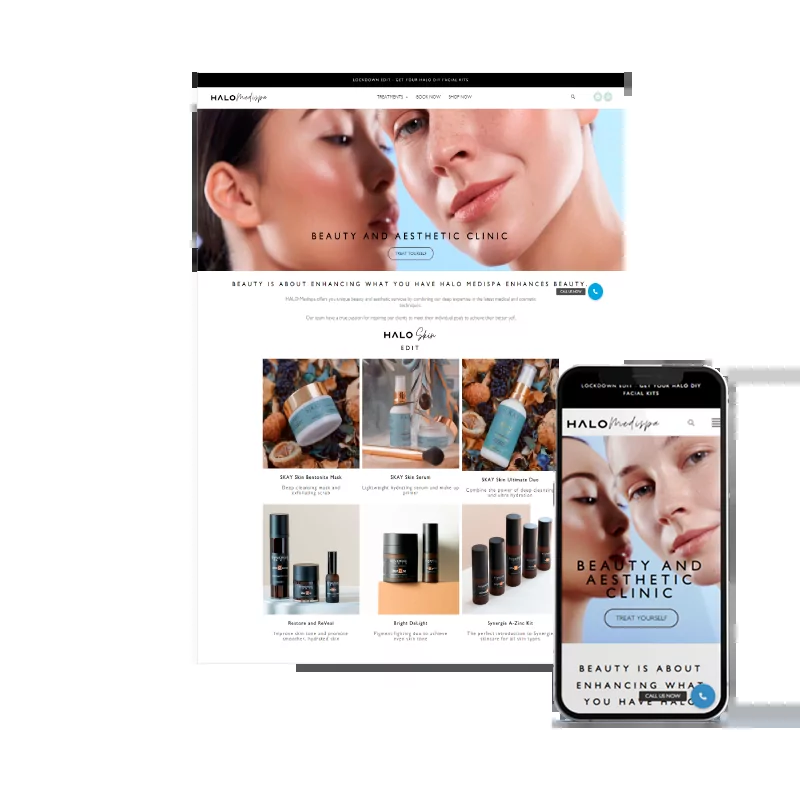 LOCKDOWN EDIT - GET YOUR HALO DIY FACIAL KITS
HALO Medispa
TREATMENTS
BOOK NOW
SHOP NOW
BEAUTY AND AESTHETIC CLINIC
TREAT YOURSELF
BEAUTY IS ABOUT ENHANCING WHAT YOU HAVE HALO MEDISPA ENHANCES BEAUTY.
CALL US NOW
HALO Medispa offers you unique beauty and aesthetic services by combining our deep expertise in the latest medical and cosmetic
techniques.
Our team have a true passion for inspiring our clients to meet their individual goals to achieve their better self.
HALO Skin
EDIT
SKAY Skin Bentonite Mask
Deep cleansing mask and
exfoliating scrub
SKAY Skin Serum
Lightweight hydrating serum and make up
primer
SKAY Skin Ultimate Duo
Combine the power of deep cleansing
and ultra hydration
Restore and ReVeal
Improve skin tone and promote
smoother, hydrated skin
Bright DeLight
Pigment fighting duo to achieve
even skin tone
Synergie A-Zinc Kit
The perfect introduction to Synergie
skincare for all skin types.
LOCKDOWN EDIT - GET YOUR HALO DIY
FACIAL KITS
HALO Medispa
BEAUTY AND
AESTHETIC
CLINIC
TREAT YOURSELF
BEAUTY IS ABOUT
ENHANCING WHAT
CALL US NOW
YOU HAVE HALO